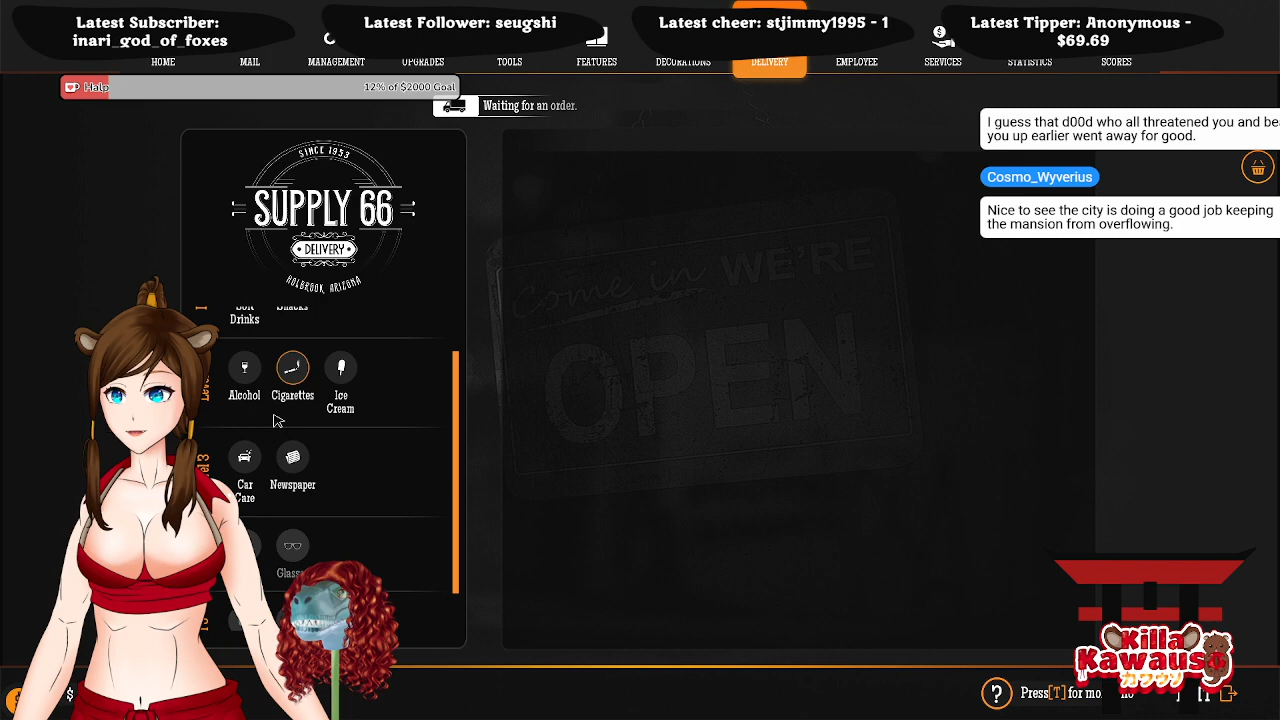 Latest Subscriber:
inari_god_of_foxes
Latest Follower: seugshi
Latest cheer: stjimmy1995 - 1
Latest Tipper: Anonymous -
$69.69
HOME
MAIL
MANAGEMENT
UPGRADES
TOOLS
FEATURES
DECORATIONS
DELIVERY
EMPLOYEE
SERVICES
STATISTICS
SCORES
Halo
12% of $2000 Goal
Waiting for an order.
I guess that d00d who all threatened you and
you up earlier went away for good.
Cosmo_Wyverius
Nice to see the city is doing a good job keeping
the mansion from overflowing.
SINCE 1953
SUPPLY 66
DELIVERY
HOLBROOK, ARIZONA
Come in WE'RE
OPEN
Soft
Drinks
Snacks
Alcohol
Cigarettes
Ice
Cream
Car
Care
Newspaper
Killa
Kawauso
カワウソ
? Press[T] for